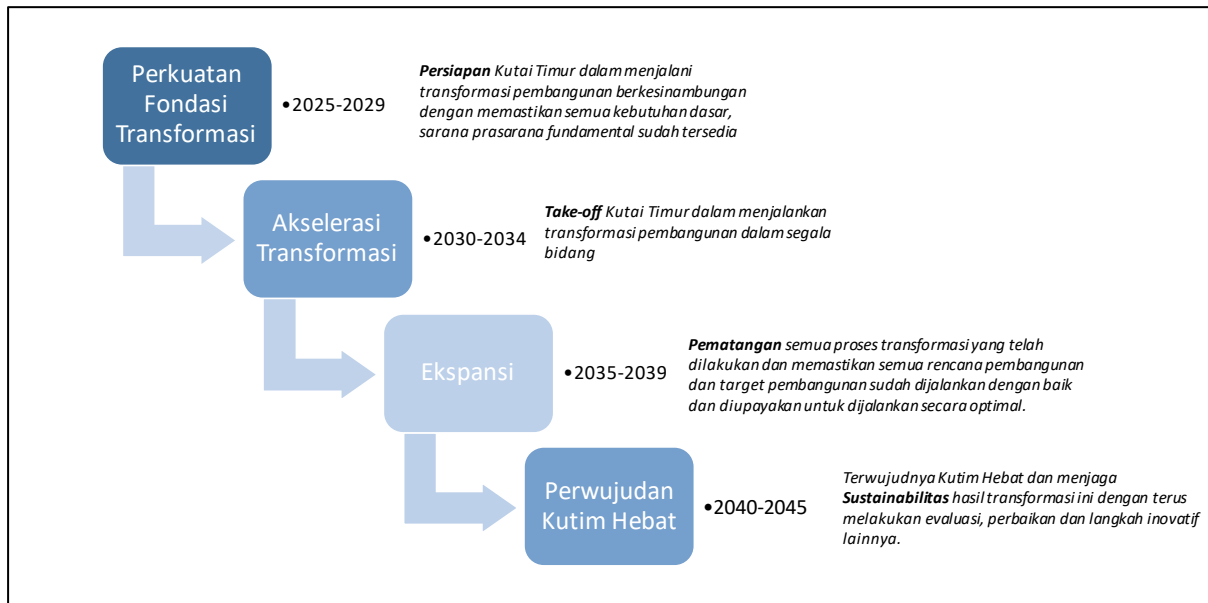 Perkuatan
Fondasi
Transformasi
•2025-2029
Persiapan Kutai Timur dalam menjalani
transformasi pembangunan berkesinambungan
dengan memastikan semua kebutuhan dasar,
sarana prasarana fundamental sudah tersedia
Akselerasi
Transformasi
•2030-2034
Take-off Kutai Timur dalam menjalankan
transformasi pembangunan dalam segala
bidang
Ekspansi
•2035-2039
Pematangan semua proses transformasi yang telah
dilakukan dan memastikan semua rencana pembangunan
dan target pembangunan sudah dijalankan dengan baik
dan diupayakan untuk dijalankan secara optimal.
Perwujudan
Kutim Hebat
•2040-2045
Terwujudnya Kutim Hebat dan menjaga
Sustainabilitas hasil transformasi ini dengan terus
melakukan evaluasi, perbaikan dan langkah inovatif
lainnya.